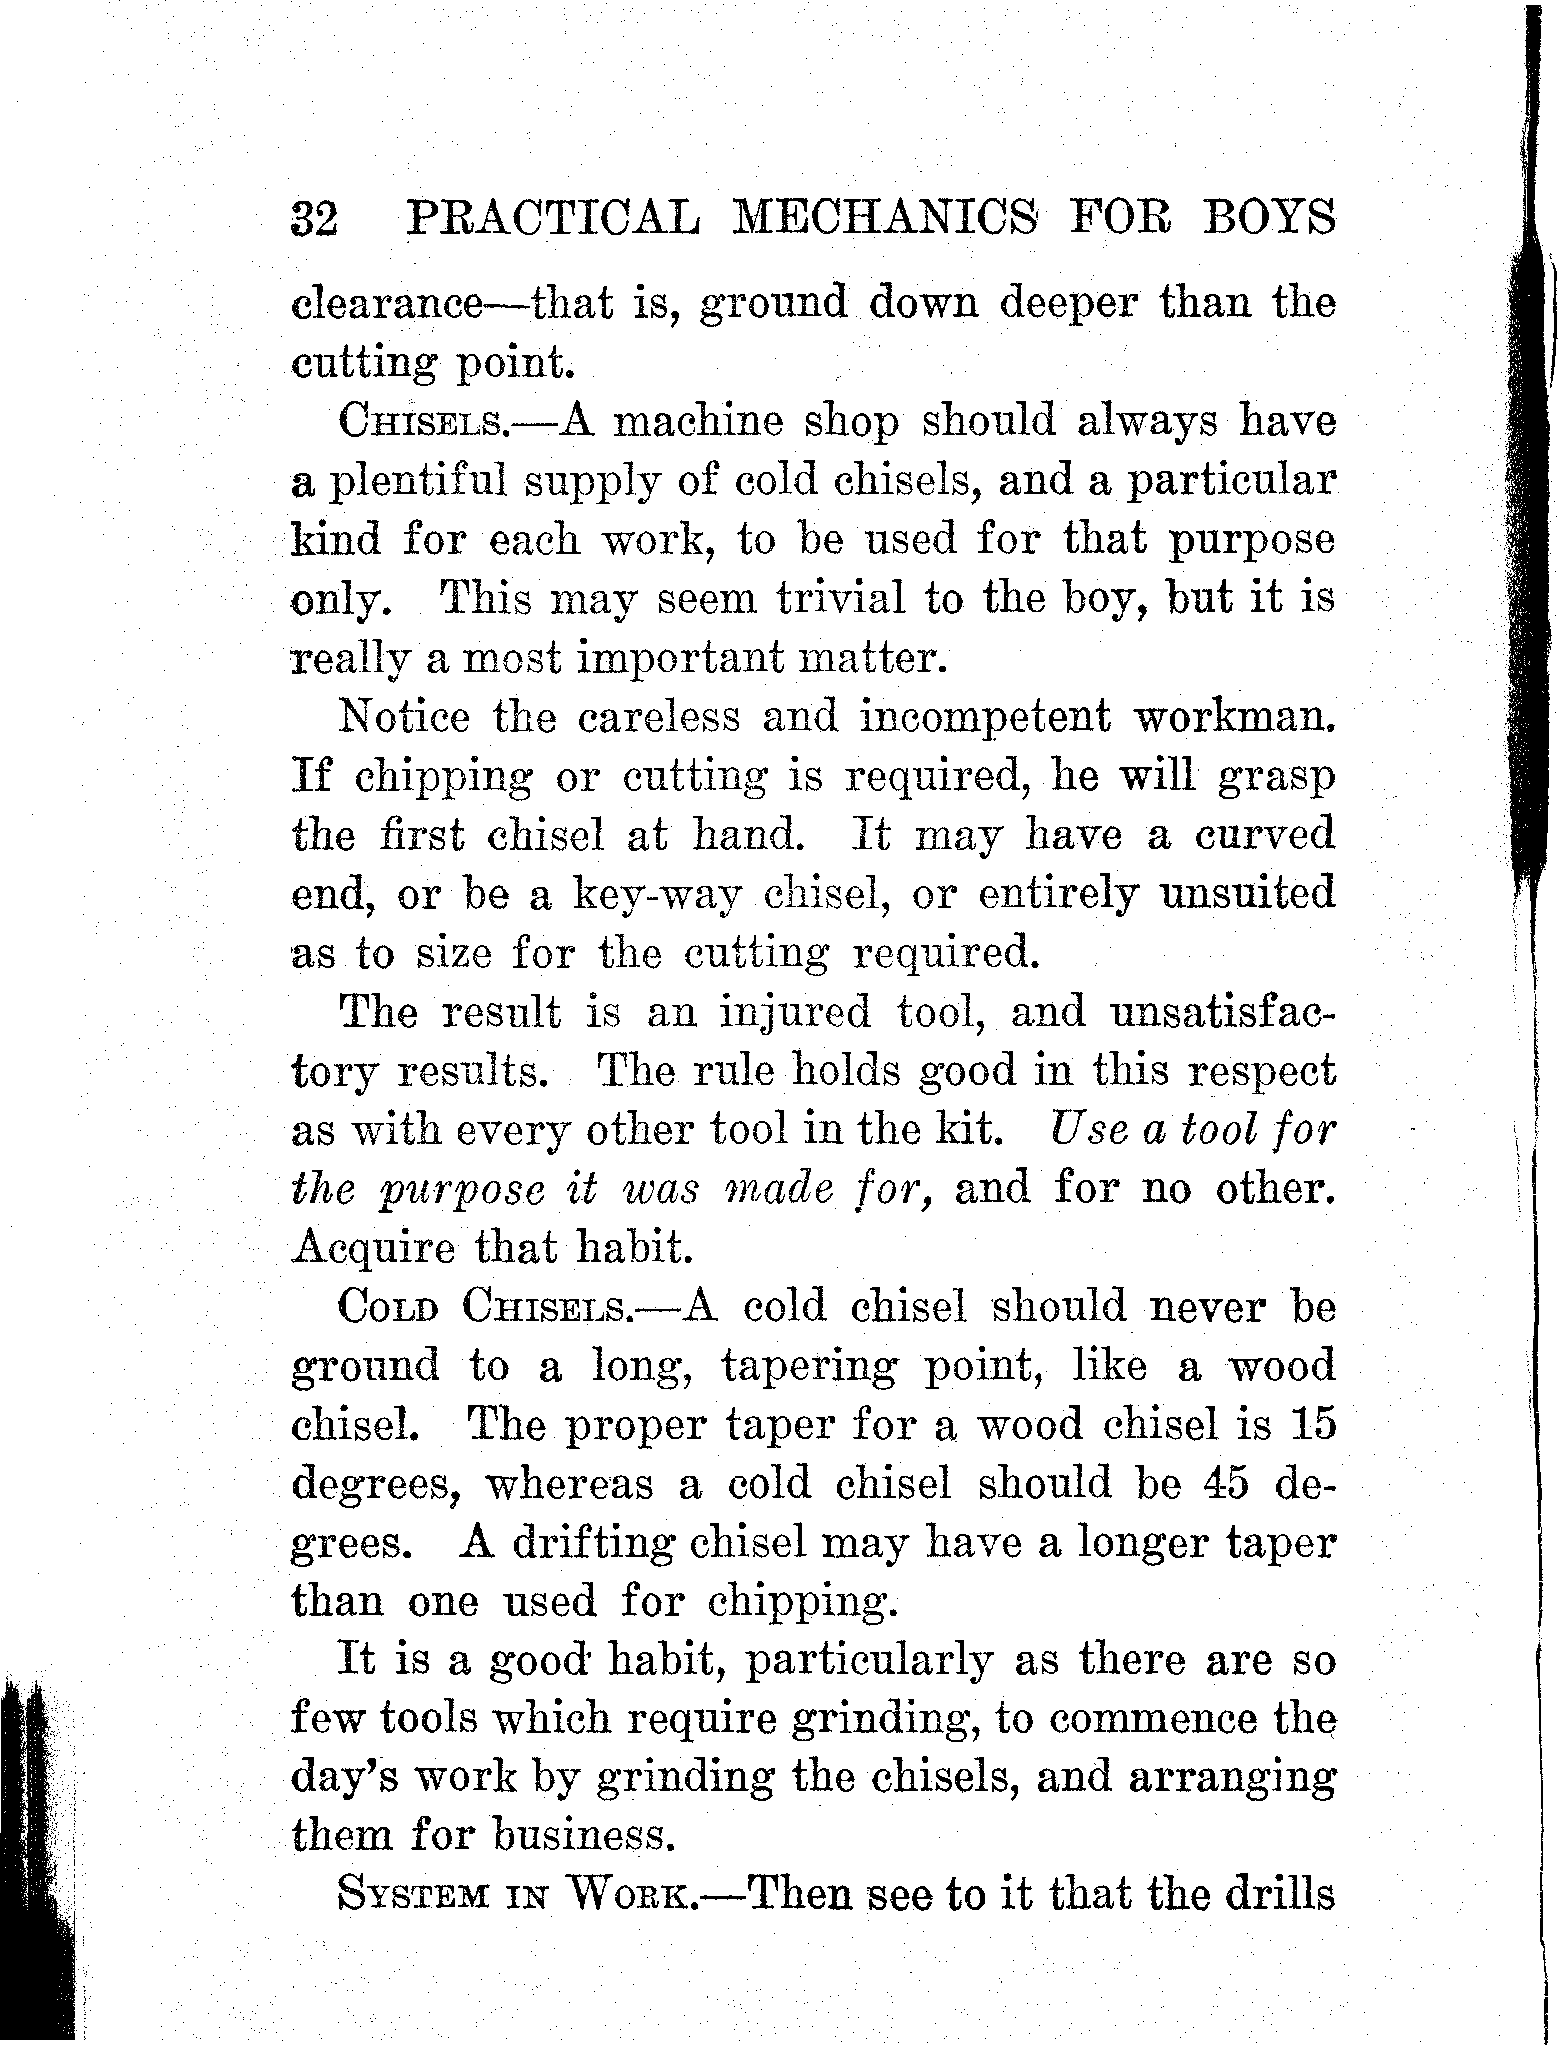 32 PRACTICAL MECHANICS FOR BOYS
clearance—that is, ground down deeper than the
cutting point.
CHISELS.—A machine shop should always have
a plentiful supply of cold chisels, and a particular
kind for each work, to be used for that purpose
only. This may seem trivial to the boy, but it is
really a most important matter.
Notice the careless and incompetent workman.
If chipping or cutting is required, he will grasp
the first chisel at hand. It may have a curved
end, or be a key-way chisel, or entirely unsuited
as to size for the cutting required.
The result is an injured tool, and unsatisfac-
tory results. The rule holds good in this respect
as with every other tool in the kit. Use a tool for
the purpose it was made for, and for no other.
Acquire that habit.
COLD CHISELS.—A cold chisel should never be
ground to a long, tapering point, like a wood
chisel. The proper taper for a wood chisel is 15
degrees, whereas a cold chisel should be 45 de-
grees. A drifting chisel may have a longer taper
than one used for chipping.
It is a good habit, particularly as there are so
few tools which require grinding, to commence the
day's work by grinding the chisels, and arranging
them for business.
SYSTEM IN WORK.—Then see to it that the drills